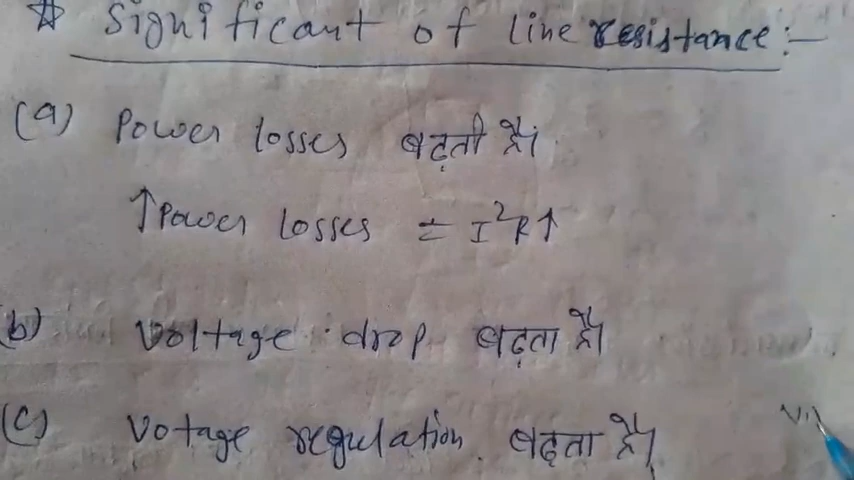 ☆ Significant of line resistance:-
(a) Power losses बढ़ती है।
↑Power losses = I²R↑
(b) Voltage drop बढ़ता है।
(c) Votage regulation बढ़ता है।